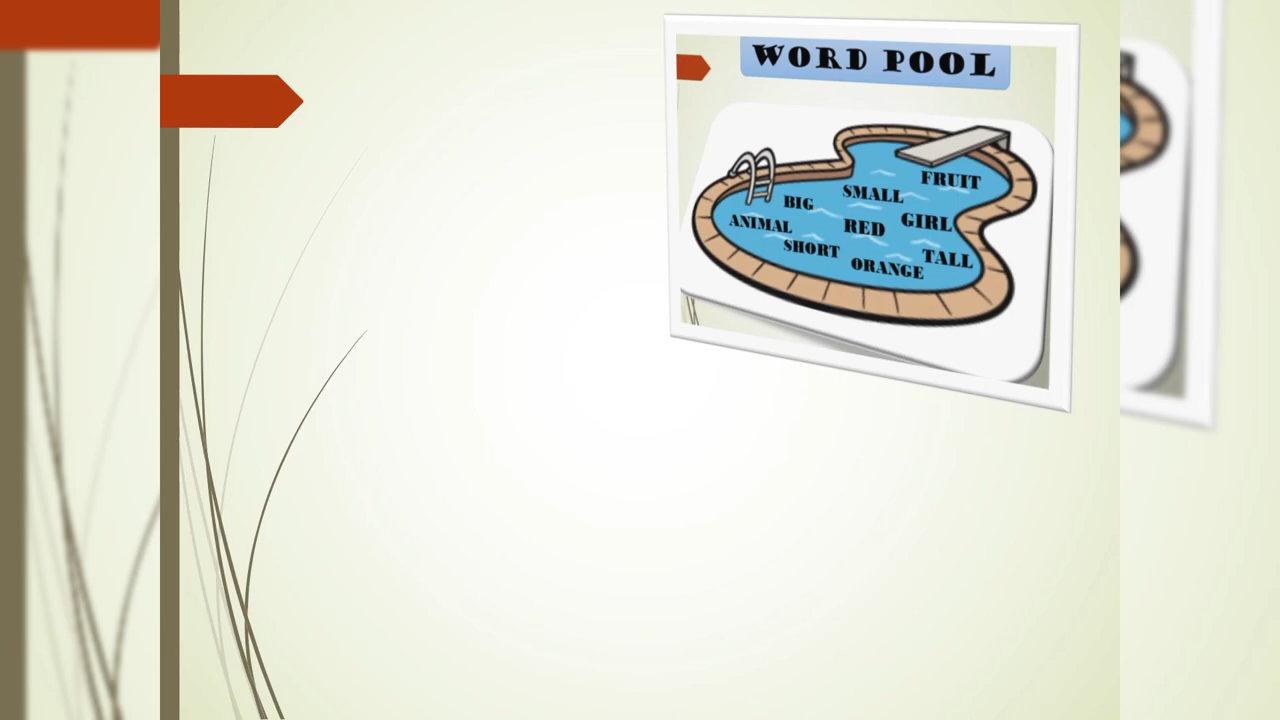 WORD POOL
FRUIT
SMALL
BIG
GIRL
ANIMAL
RED
SHORT
TALL
ORANGE